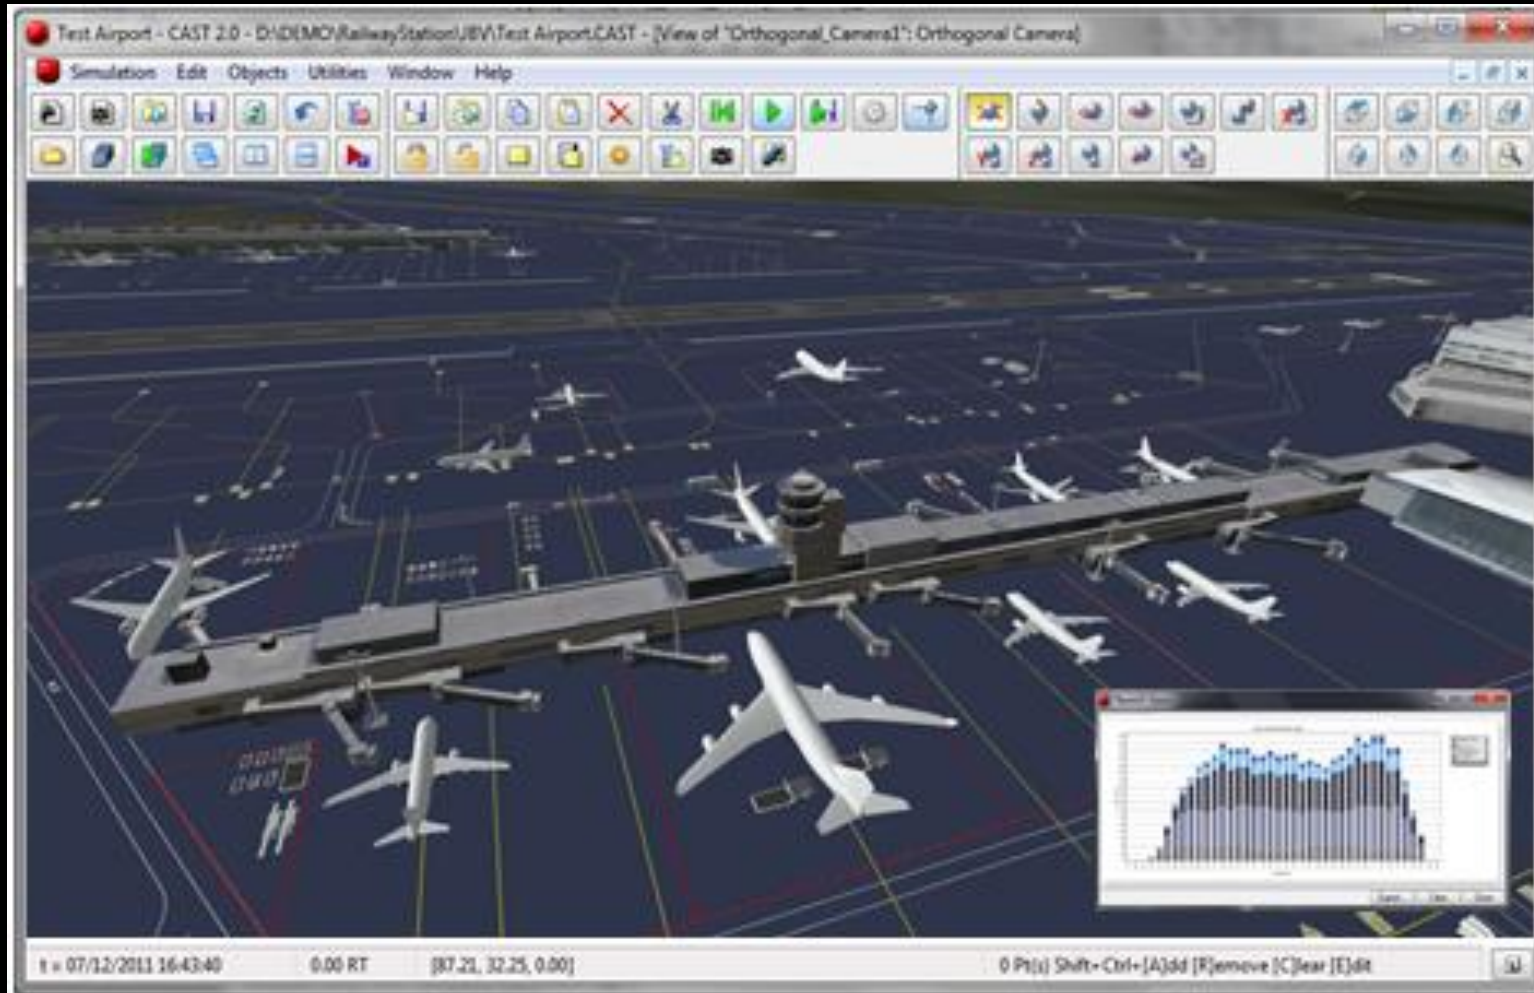 Test Airport - CAST 2.0 - D:\DEMO\RailwayStation\JBV\Test Airport.CAST - [View of "Orthogonal_Camera1": Orthogonal Camera]
Simulation Edit Objects Utilities Window Help
t = 07/12/2011 16:43:40 0.00 RT [87.21, 32.25, 0.00] 0 Pt(s) Shift+Ctrl+[A]dd [R]emove [C]lear [E]dit